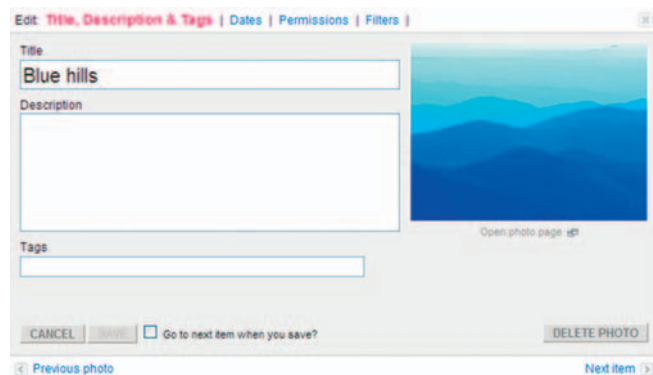 Edit: Title, Description & Tags | Dates | Permissions | Filters |
Title
Blue hills
Description
Open photo page
Tags
CANCEL SAVE Go to next item when you save? DELETE PHOTO
Previous photo Next item